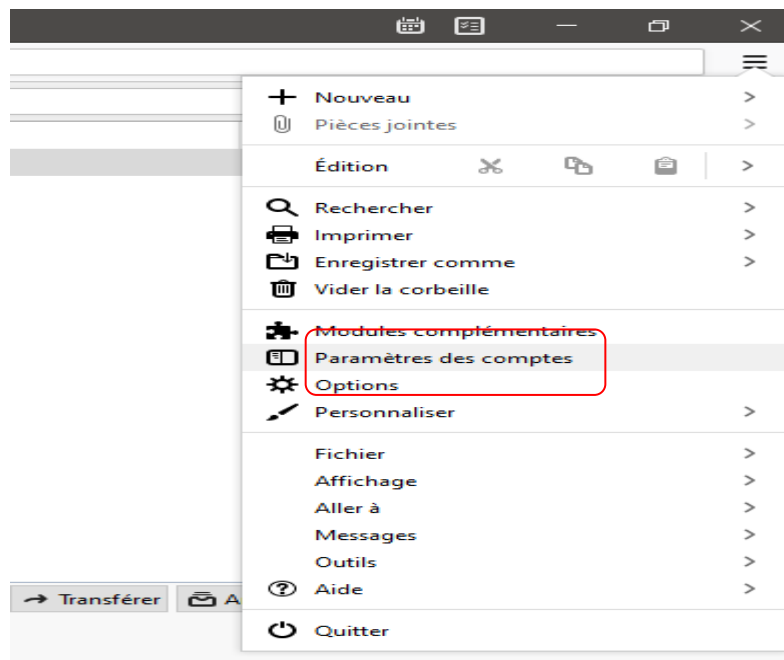 Nouveau
Pièces jointes
Édition
Rechercher
Imprimer
Enregistrer comme
Vider la corbeille
Modules complémentaires
Paramètres des comptes
Options
Personnaliser
Fichier
Affichage
Aller à
Messages
Outils
Transférer A
Aide
Quitter